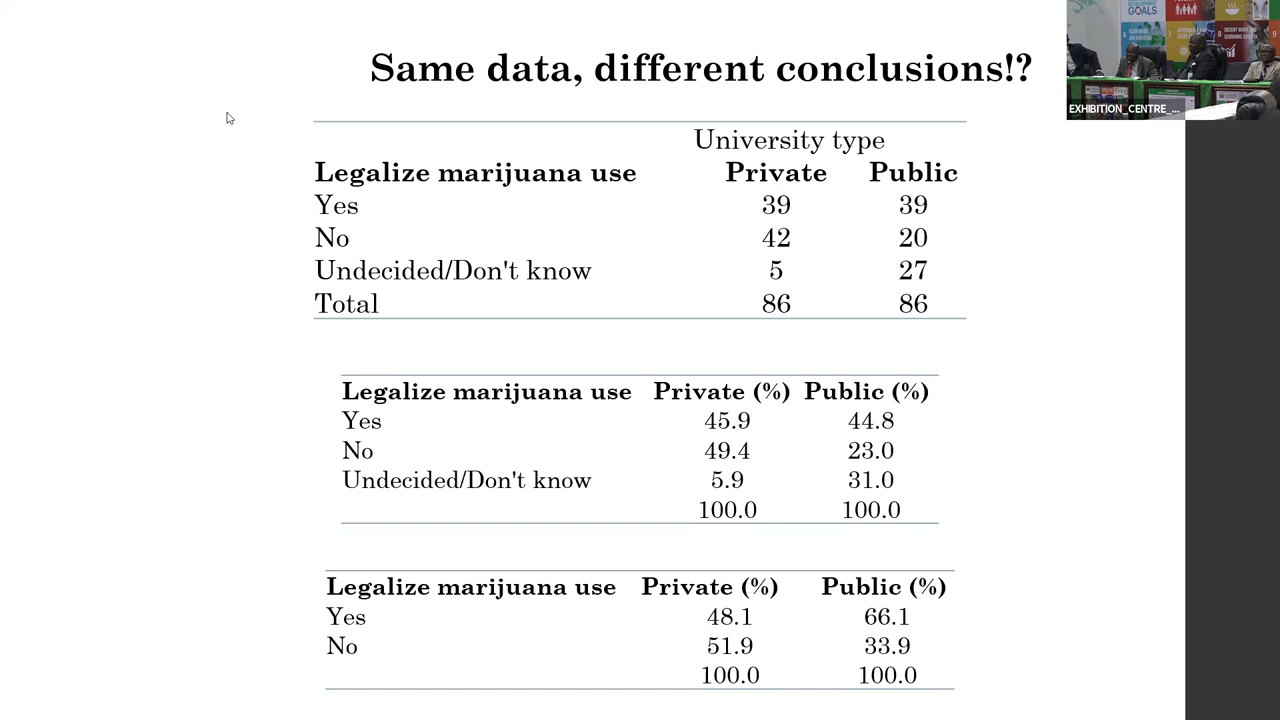 Same data, different conclusions!?
University type
Legalize marijuana use Private Public
Yes 39 39
No 42 20
Undecided/Don't know 5 27
Total 86 86
Legalize marijuana use Private (%) Public (%)
Yes 45.9 44.8
No 49.4 23.0
Undecided/Don't know 5.9 31.0
100.0 100.0
Legalize marijuana use Private (%) Public (%)
Yes 48.1 66.1
No 51.9 33.9
100.0 100.0
GOALS
EXHIBITION_CENTRE_...